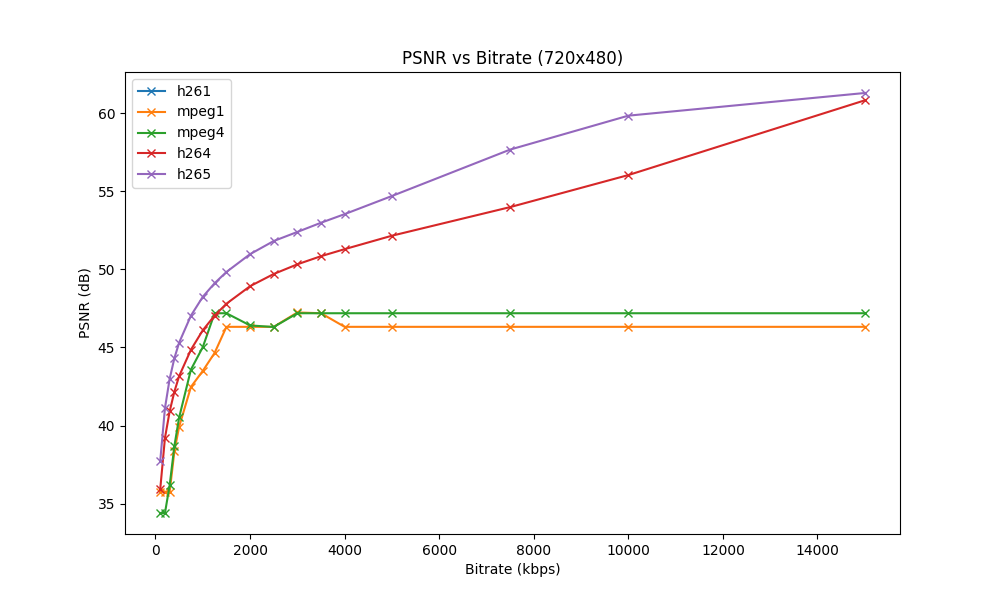 PSNR vs Bitrate (720x480)
h261
mpeg1
mpeg4
h264
h265
PSNR (dB)
60
55
50
45
40
35
0 2000 4000 6000 8000 10000 12000 14000
Bitrate (kbps)